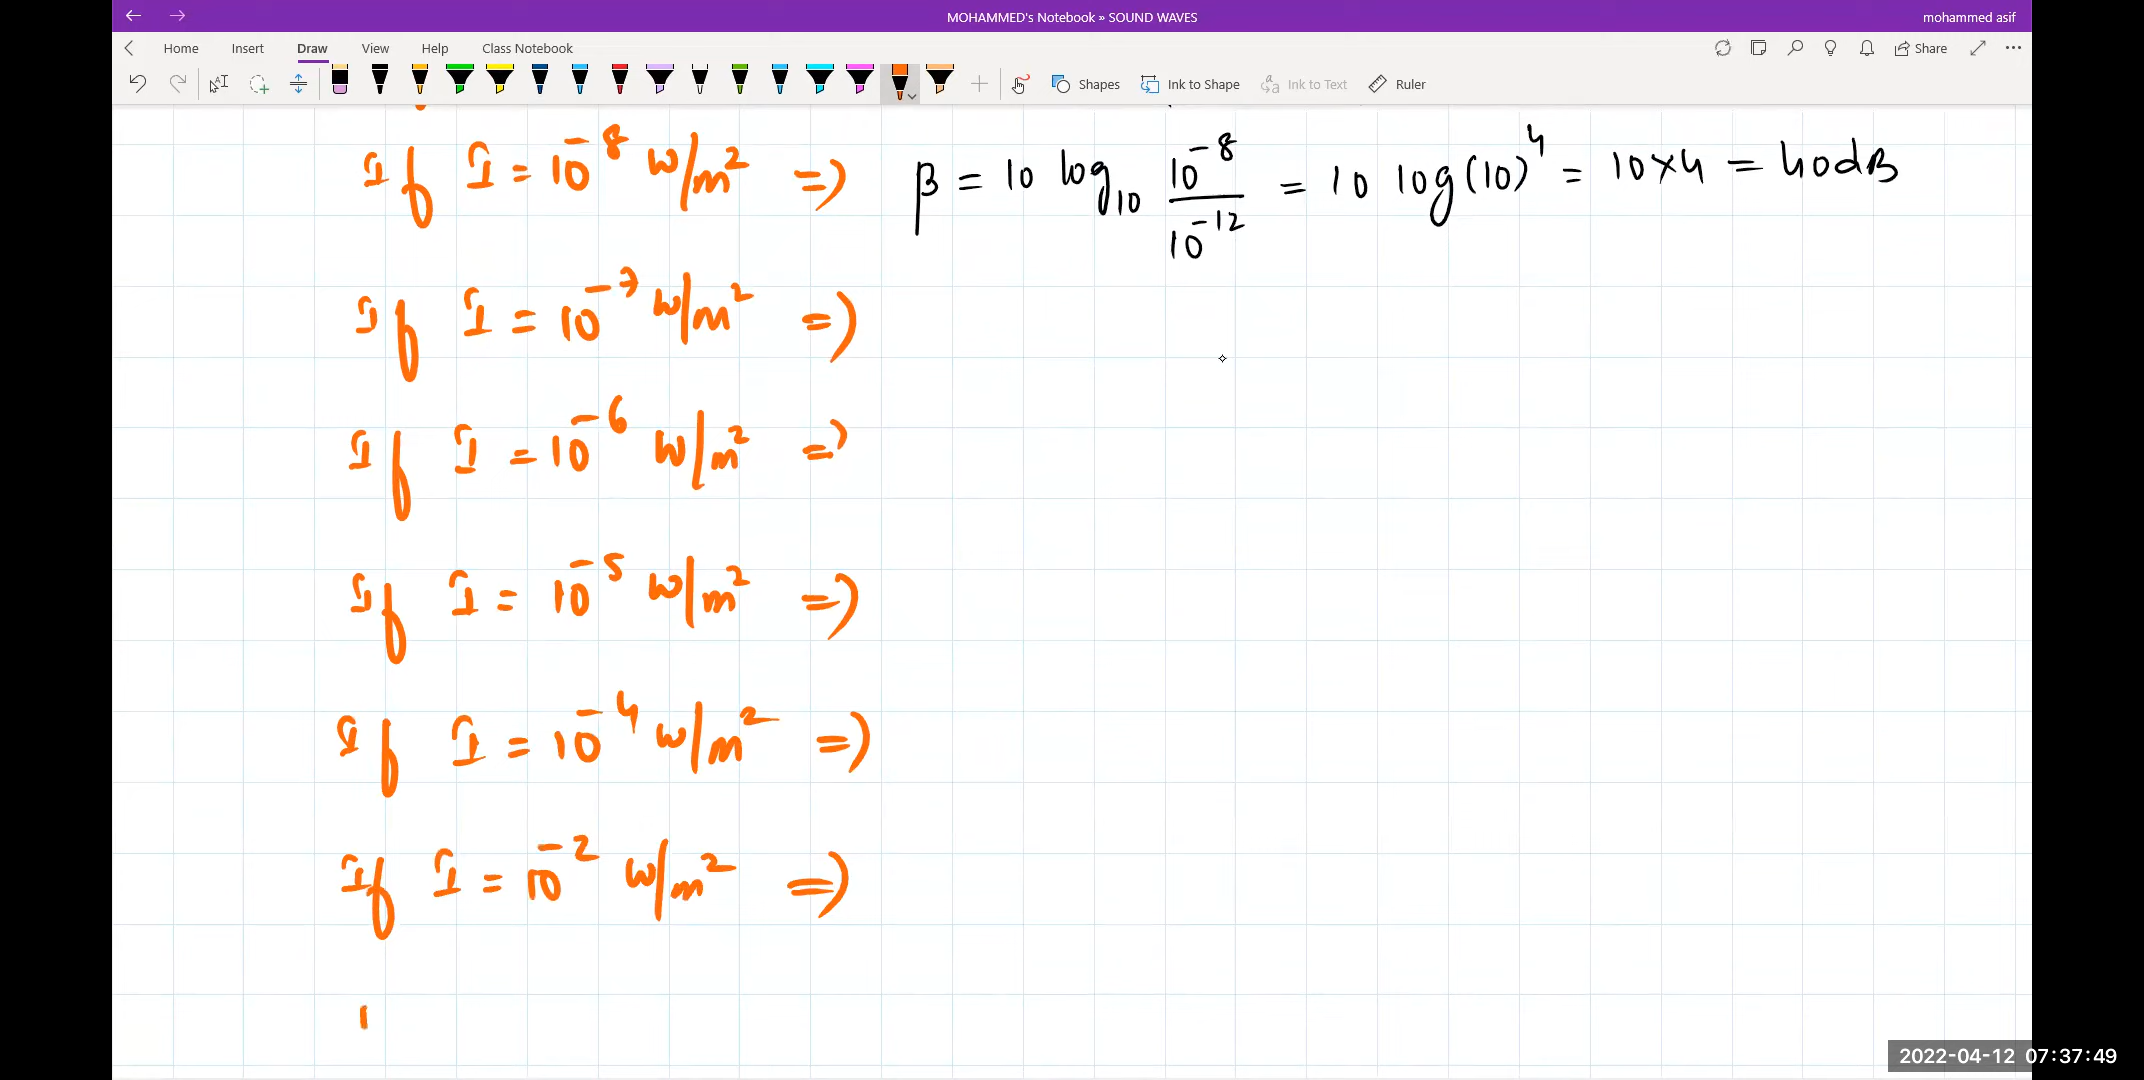 MOHAMMED's Notebook » SOUND WAVES
mohammed asif
Home Insert Draw View Help Class Notebook
Share
Shapes Ink to Shape Ink to Text Ruler
If I = 10⁻⁸ W/m² => β = 10 log₁₀ 10⁻⁸/10⁻¹² = 10 log(10)⁴ = 10×4 = 40dB
If I = 10⁻⁷ W/m² =>
If I = 10⁻⁶ W/m² =>
If I = 10⁻⁵ W/m² =>
If I = 10⁻⁴ W/m² =>
If I = 10⁻² W/m² =>
2022-04-12 07:37:49